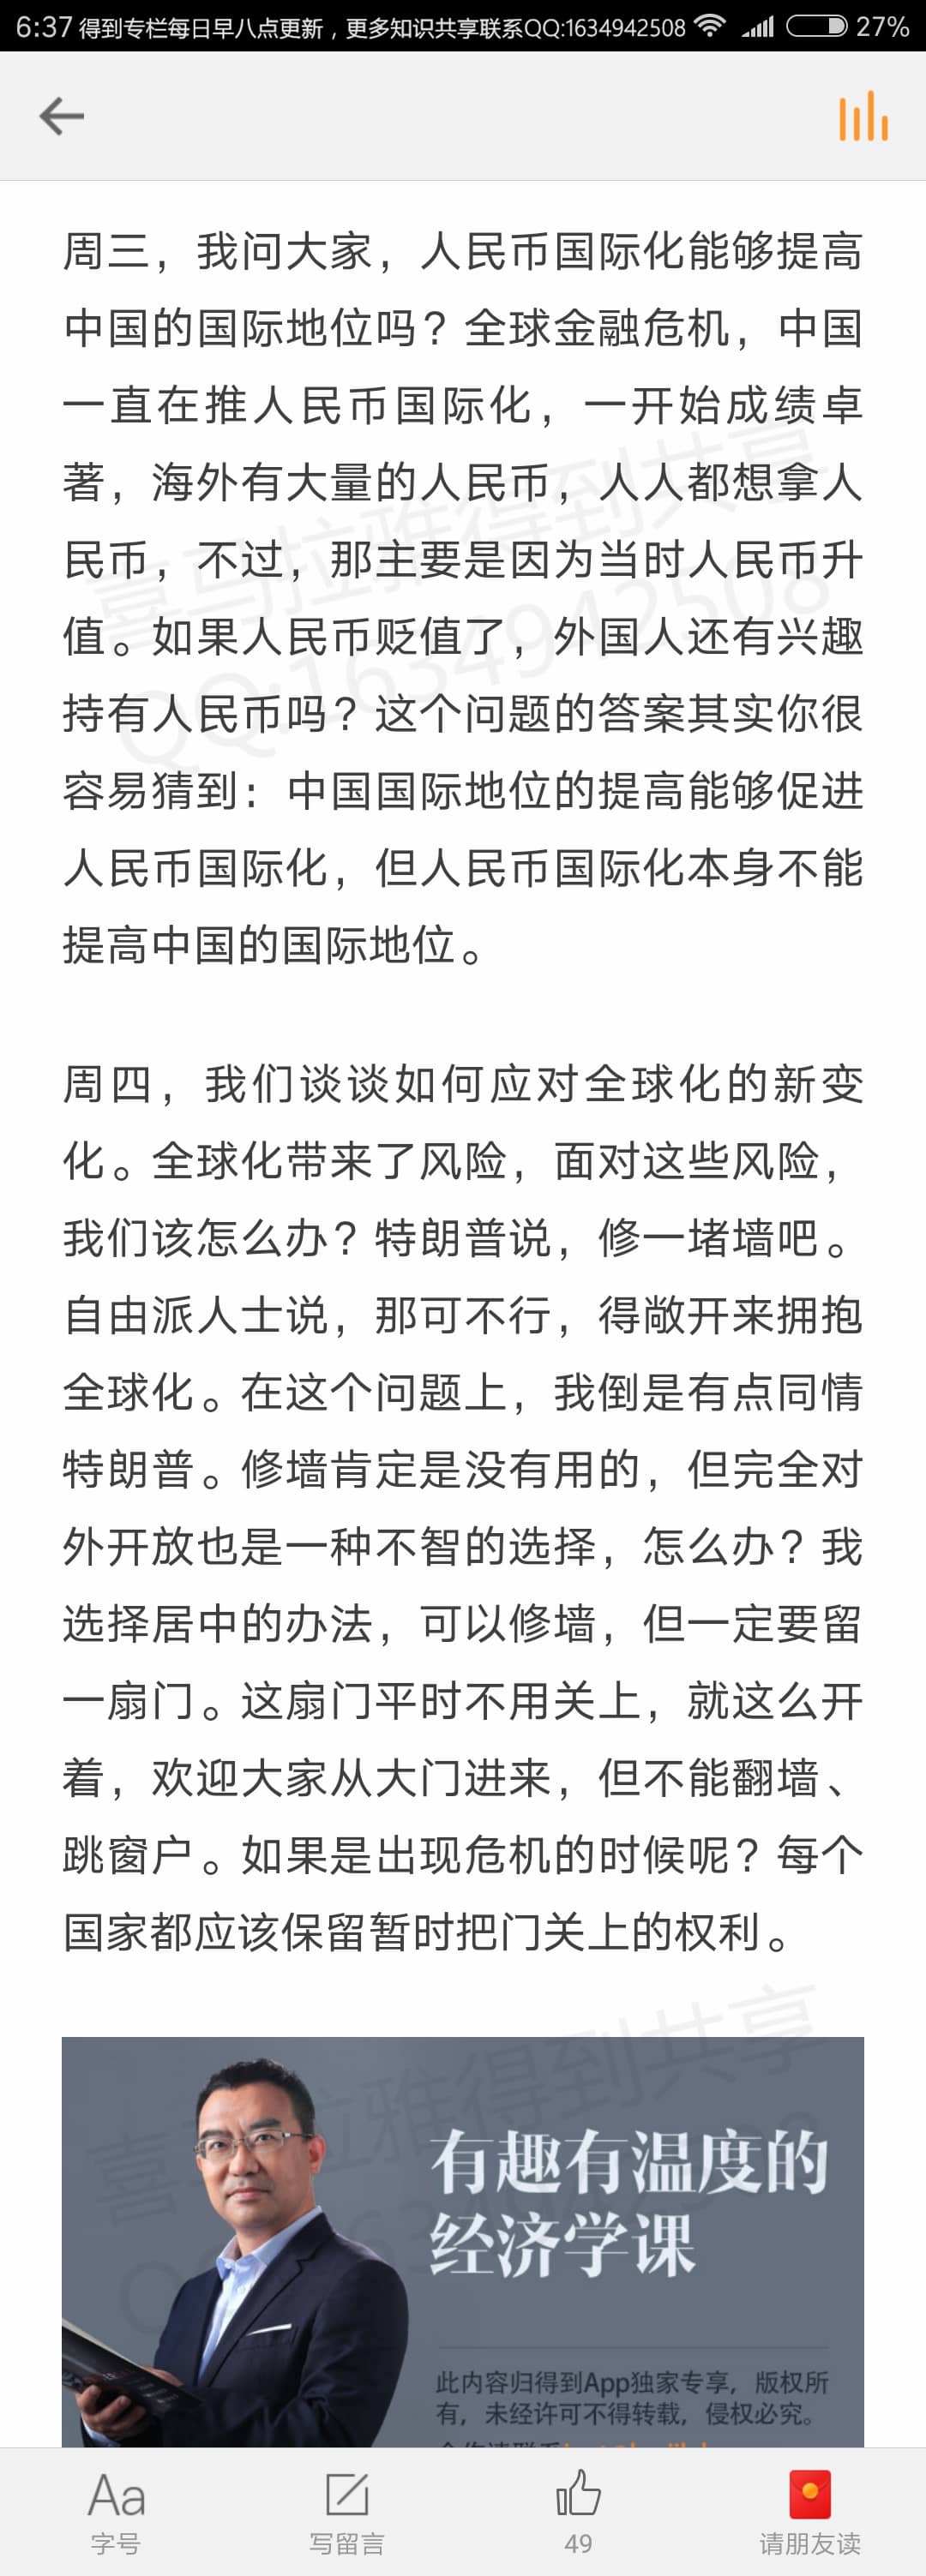 6:37 得到专栏每日早八点更新，更多知识共享联系QQ:1634942508 27%
周三，我问大家，人民币国际化能够提高
中国的国际地位吗？全球金融危机，中国
一直在推人民币国际化，一开始成绩卓
著，海外有大量的人民币，人人都想拿人
民币，不过，那主要是因为当时人民币升
值。如果人民币贬值了，外国人还有兴趣
持有人民币吗？这个问题的答案其实你很
容易猜到：中国国际地位的提高能够促进
人民币国际化，但人民币国际化本身不能
提高中国的国际地位。
喜马拉雅得到共享
QQ:1634942508
周四，我们谈谈如何应对全球化的新变
化。全球化带来了风险，面对这些风险，
我们该怎么办？特朗普说，修一堵墙吧。
自由派人士说，那可不行，得敞开来拥抱
全球化。在这个问题上，我倒是有点同情
特朗普。修墙肯定是没有用的，但完全对
外开放也是一种不智的选择，怎么办？我
选择居中的办法，可以修墙，但一定要留
一扇门。这扇门平时不用关上，就这么开
着，欢迎大家从大门进来，但不能翻墙、
跳窗户。如果是出现危机的时候呢？每个
国家都应该保留暂时把门关上的权利。
喜马拉雅得到共享
有趣有温度的
经济学课
此内容归得到App独家专享，版权所
有，未经许可不得转载，侵权必究。
Aa
字号
写留言
49
请朋友读